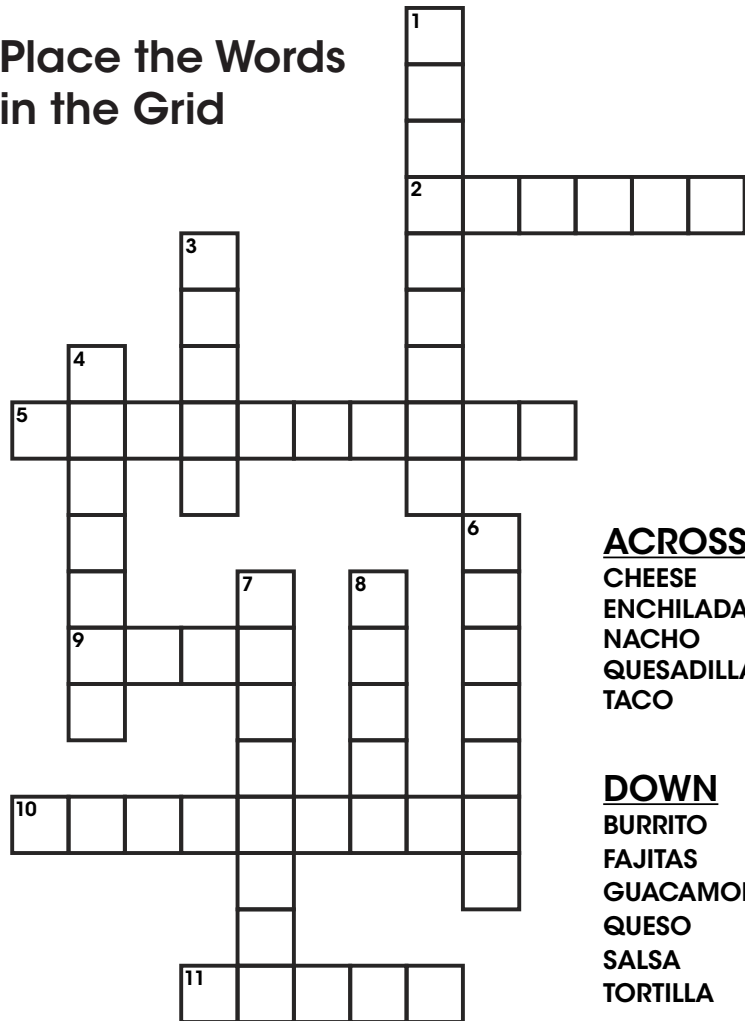 Place the Words
in the Grid
1
2
3
4
5
6
7
8
9
10
11
ACROSS
CHEESE
ENCHILADA
NACHO
QUESADILLA
TACO
DOWN
BURRITO
FAJITAS
GUACAMOL
QUESO
SALSA
TORTILLA